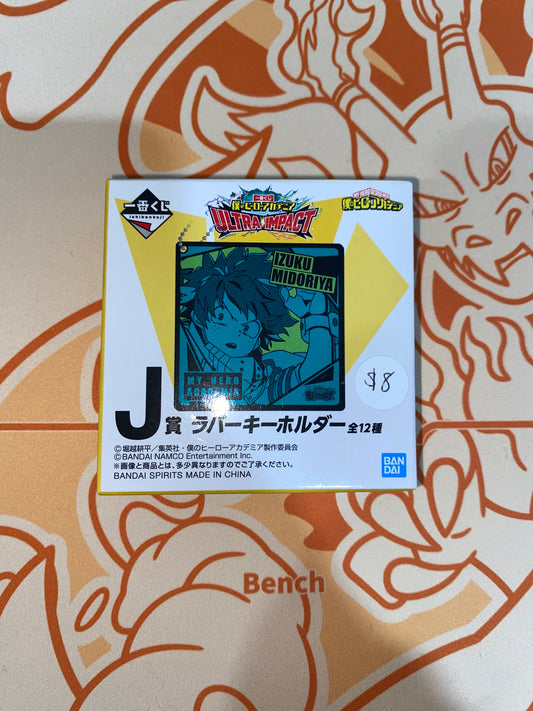 一番くじ
ichibankuji
僕のヒーローアカデミア
ULTRA IMPACT
僕のヒーローアカデミア
IZUKU
MIDORIYA
MY HERO
ACADEMIA
$8
J賞 ラバーキーホルダー 全12種
©堀越耕平／集英社・僕のヒーローアカデミア製作委員会
©BANDAI NAMCO Entertainment Inc.
※画像と商品とは、多少異なりますのでご了承ください。
BANDAI SPIRITS MADE IN CHINA
BAN
DAI
Bench